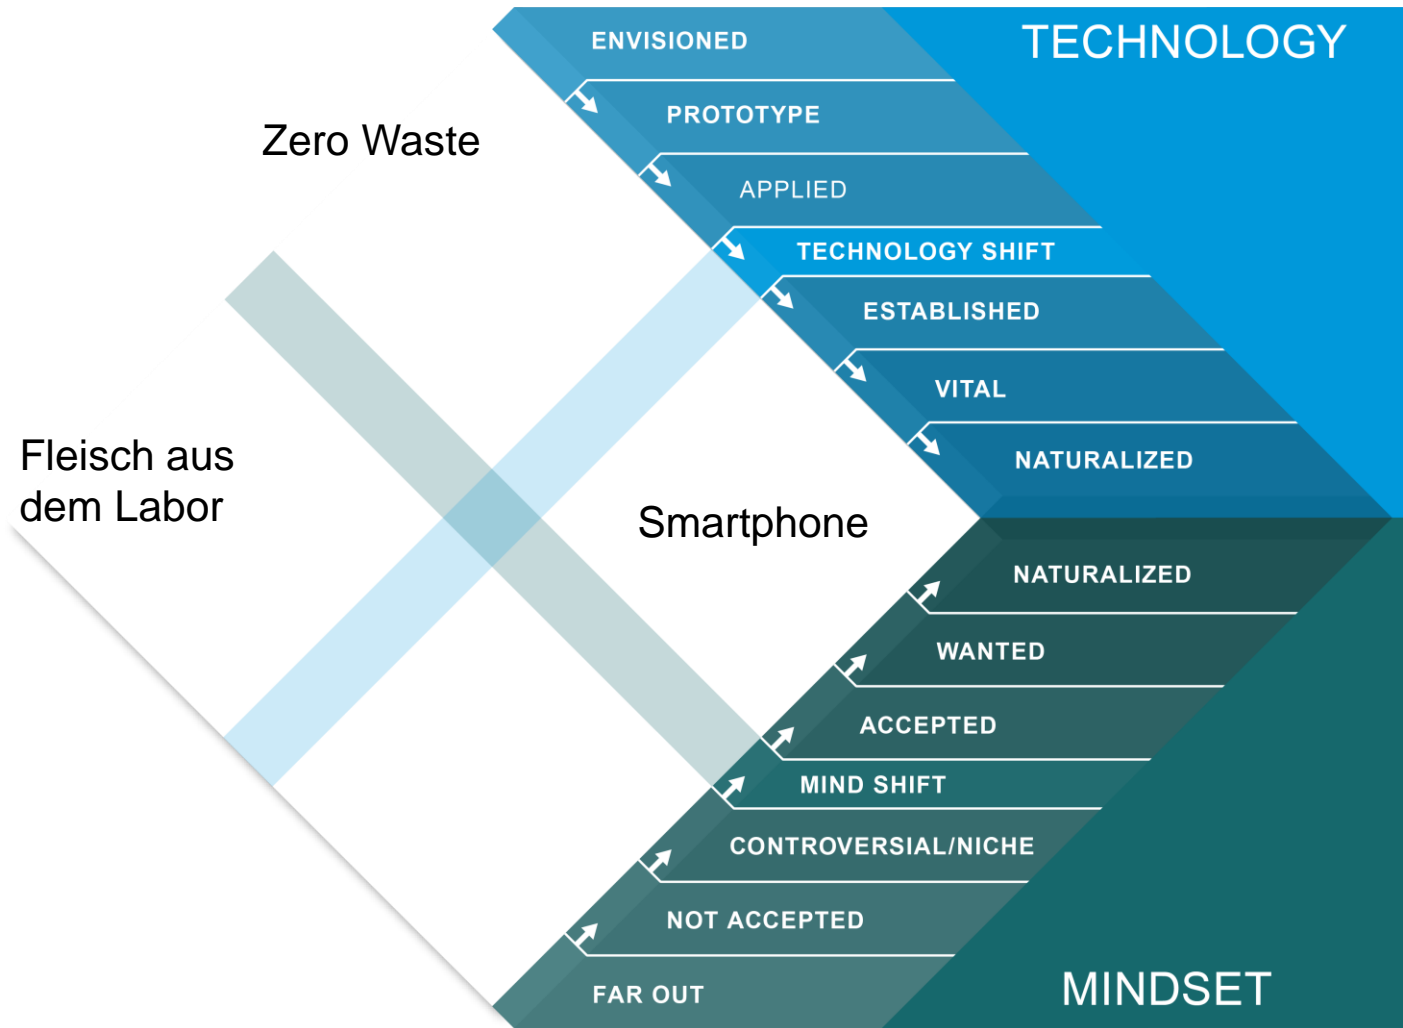 TECHNOLOGY
ENVISIONED
PROTOTYPE
Zero Waste
APPLIED
TECHNOLOGY SHIFT
ESTABLISHED
VITAL
NATURALIZED
Fleisch aus
dem Labor
Smartphone
NATURALIZED
WANTED
ACCEPTED
MIND SHIFT
CONTROVERSIAL/NICHE
NOT ACCEPTED
FAR OUT
MINDSET